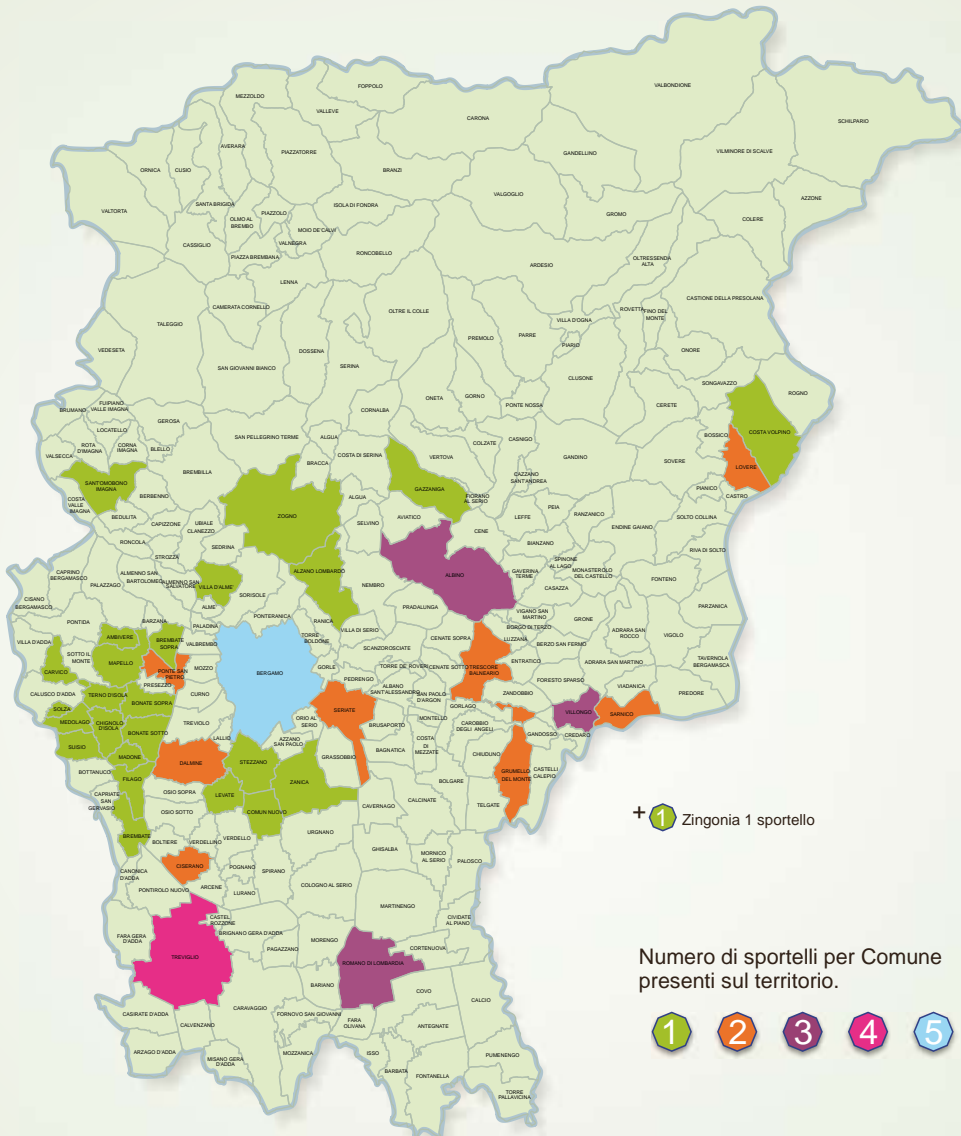 FOPPOLO
MEZZOLDO
VALLEVE
VALBONDIONE
CARONA
SCHILPARIO
AVERARA
PIAZZATORRE
GANDELLINO
VILMINORE DI SCALVE
ORNICA
CUSIO
BRANZI
VALGOGLIO
AZZONE
SANTA BRIGIDA
ISOLA DI FONDRA
VALTORTA
OLMO AL
BREMBO
PIAZZOLO
GROMO
COLERE
MOIO DE'CALVI
CASSIGLIO
VALNEGRA
RONCOBELLO
PIAZZA BREMBANA
OLTRESSENDA
ALTA
ARDESIO
LENNA
CASTIONE DELLA PRESOLANA
CAMERATA CORNELLO
OLTRE IL COLLE
ROVETTA
FINO DEL
MONTE
VILLA D'OGNA
TALEGGIO
PREMOLO
PARRE
PIARIO
VEDESETA
DOSSENA
ONORE
SAN GIOVANNI BIANCO
SERINA
CLUSONE
SONGAVAZZO
ROGNO
ONETA
GORNO
FUIPIANO
VALLE IMAGNA
BRUMANO
PONTE NOSSA
CERETE
CORNALBA
GEROSA
LOCATELLO
SAN PELLEGRINO TERME
ALGUA
BOSSICO
COSTA VOLPINO
ROTA
D'IMAGNA
CORNA
IMAGNA
BLELLO
COLZATE
CASNIGO
VALSECCA
COSTA DI SERINA
VERTOVA
GANDINO
SOVERE
BRACCA
LOVERE
BREMBILLA
CAZZANO
SANT'ANDREA
SANT'OMOBONO
IMAGNA
GAZZANIGA
PIANICO
CASTRO
COSTA
VALLE
IMAGNA
BERBENNO
ALGUA
FIORANO
AL SERIO
PEIA
LEFFE
RANZANICO
SOLTO COLLINA
BEDULITA
CAPIZZONE
UBIALE
CLANEZZO
ZOGNO
SELVINO
AVIATICO
CENE
ENDINE GAIANO
RONCOLA
SEDRINA
BIANZANO
RIVA DI SOLTO
STROZZA
SPINONE
AL LAGO
CAPRINO
BERGAMASCO
ALMENNO SAN
BARTOLOMEO
ALMENNO SAN
SALVATORE
VILLA D'ALME'
ALZANO LOMBARDO
NEMBRO
ALBINO
GAVERINA
TERME
MONASTEROLO
DEL CASTELLO
FONTENO
PALAZZAGO
CISANO
BERGAMASCO
SORISOLE
CASAZZA
ALME
PRADALUNGA
VIGANO SAN
MARTINO
PARZANICA
PONTIDA
BARZANA
PALADINA
PONTERANICA
RANICA
VILLA DI SERIO
BORGO DI TERZO
GRONE
ADRARA SAN
ROCCO
VIGOLO
VILLA D'ADDA
SOTTO IL
MONTE
AMBIVERE
BREMBATE
SOPRA
VALBREMBO
TORRE
BOLDONE
CENATE SOPRA
LUZZANA
BERZO SAN FERMO
SCANZOROSCIATE
MAPELLO
MOZZO
GORLE
TORRE DE'ROVERI
CENATE SOTTO
TRESCORE
BALNEARIO
ENTRATICO
ADRARA SAN MARTINO
TAVERNOLA
BERGAMASCA
CARVICO
PONTE SAN
PIETRO
BERGAMO
PEDRENGO
FORESTO SPARSO
PRESEZZO
ALBANO
SANT'ALESSANDRO
VIADANICA
CALUSCO D'ADDA
TERNO D'ISOLA
CURNO
SAN PAOLO
D'ARGON
ZANDOBBIO
PREDORE
SOLZA
BONATE SOPRA
SERIATE
GORLAGO
VILLONGO
SARNICO
MEDOLAGO
CHIGNOLO
D'ISOLA
TREVIOLO
ORIO AL
SERIO
BRUSAPORTO
MONTELLO
CAROBBIO
DEGLI ANGELI
GANDOSSO
CREDARO
BONATE SOTTO
LALLIO
AZZANO
SAN PAOLO
COSTA
DI
MEZZATE
SUISIO
MADONE
DALMINE
STEZZANO
GRASSOBBIO
BAGNATICA
CHIUDUNO
BOTTANUCO
FILAGO
ZANICA
BOLGARE
GRUMELLO
DEL MONTE
CASTELLI
CALEPIO
CAPRIATE
SAN
GERVASIO
OSIO SOPRA
LEVATE
CAVERNAGO
CALCINATE
TELGATE
OSIO SOTTO
COMUN NUOVO
+ 1 Zingonia 1 sportello
BREMBATE
BOLTIERE
VERDELLINO
VERDELLO
URGNANO
GHISALBA
MORNICO
AL SERIO
PALOSCO
CANONICA
D'ADDA
CISERANO
POGNANO
SPIRANO
PONTIROLO NUOVO
ARCENE
LURANO
COLOGNO AL SERIO
MARTINENGO
CASTEL
ROZZONE
CIVIDATE
AL PIANO
FARA GERA
D'ADDA
BRIGNANO GERA D'ADDA
MORENGO
CORTENUOVA
PAGAZZANO
TREVIGLIO
ROMANO DI LOMBARDIA
Numero di sportelli per Comune
presenti sul territorio.
BARIANO
COVO
CALCIO
CARAVAGGIO
CASIRATE D'ADDA
FORNOVO SAN GIOVANNI
FARA
OLIVANA
CALVENZANO
ANTEGNATE
1 2 3 4 5
ARZAGO D'ADDA
MISANO GERA
D'ADDA
MOZZANICA
ISSO
PUMENENGO
BARBATA
FONTANELLA
TORRE
PALLAVICINA